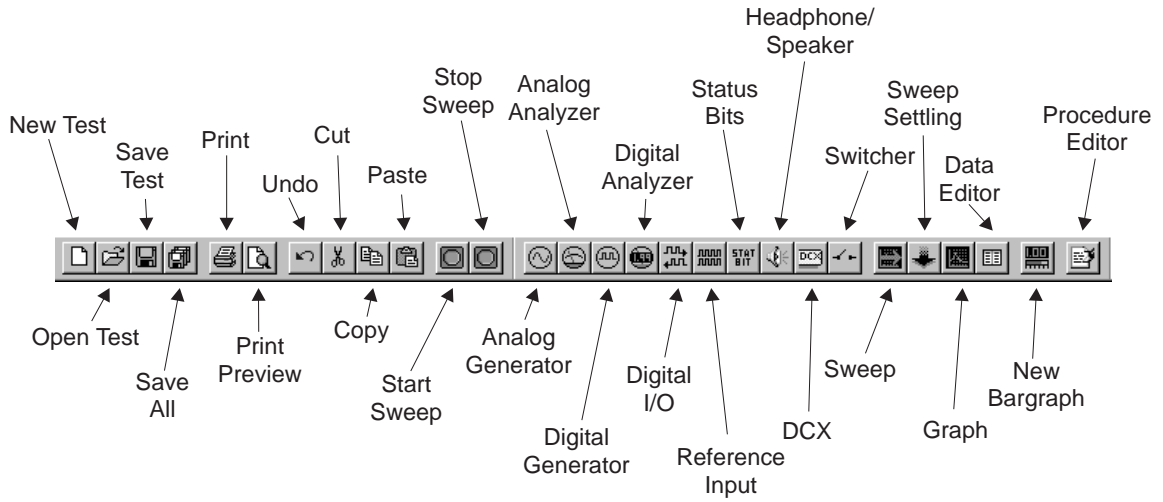 Headphone/
Speaker
Stop
Sweep
Analog
Analyzer
Status
Bits
Sweep
Settling
Procedure
Editor
New Test
Save
Test
Print
Cut
Undo
Paste
Digital
Analyzer
Switcher
Data
Editor
STAT
BIT
DCX
Open Test
Save
All
Print
Preview
Copy
Start
Sweep
Analog
Generator
Digital
Generator
Digital
I/O
Reference
Input
DCX
Sweep
Graph
New
Bargraph